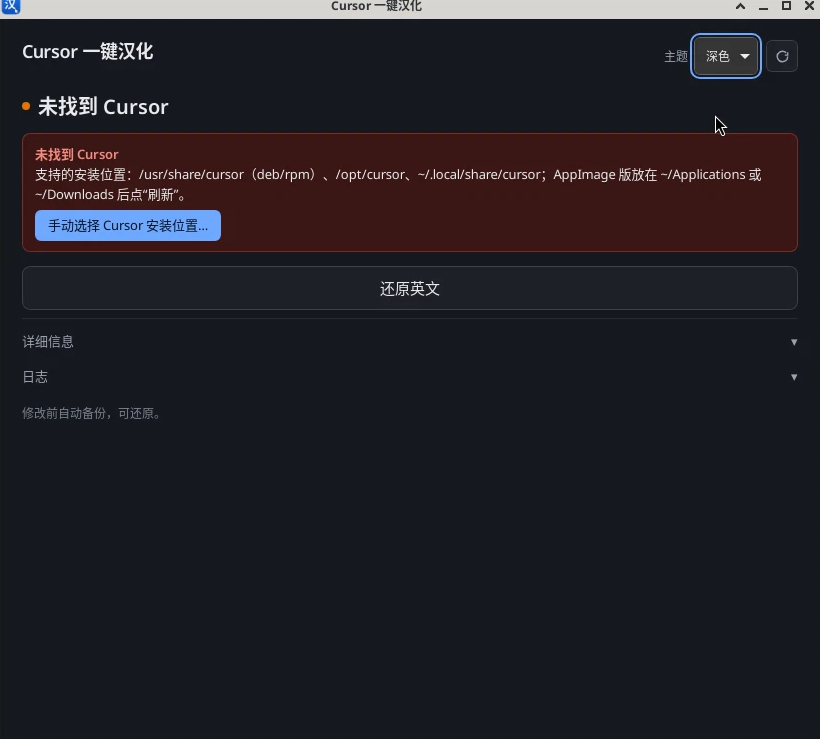 汉
Cursor 一键汉化
Cursor 一键汉化
主题
深色
未找到 Cursor
未找到 Cursor
支持的安装位置：/usr/share/cursor（deb/rpm）、/opt/cursor、~/.local/share/cursor；AppImage 版放在 ~/Applications 或
~/Downloads 后点“刷新”。
手动选择 Cursor 安装位置...
还原英文
详细信息
日志
修改前自动备份，可还原。